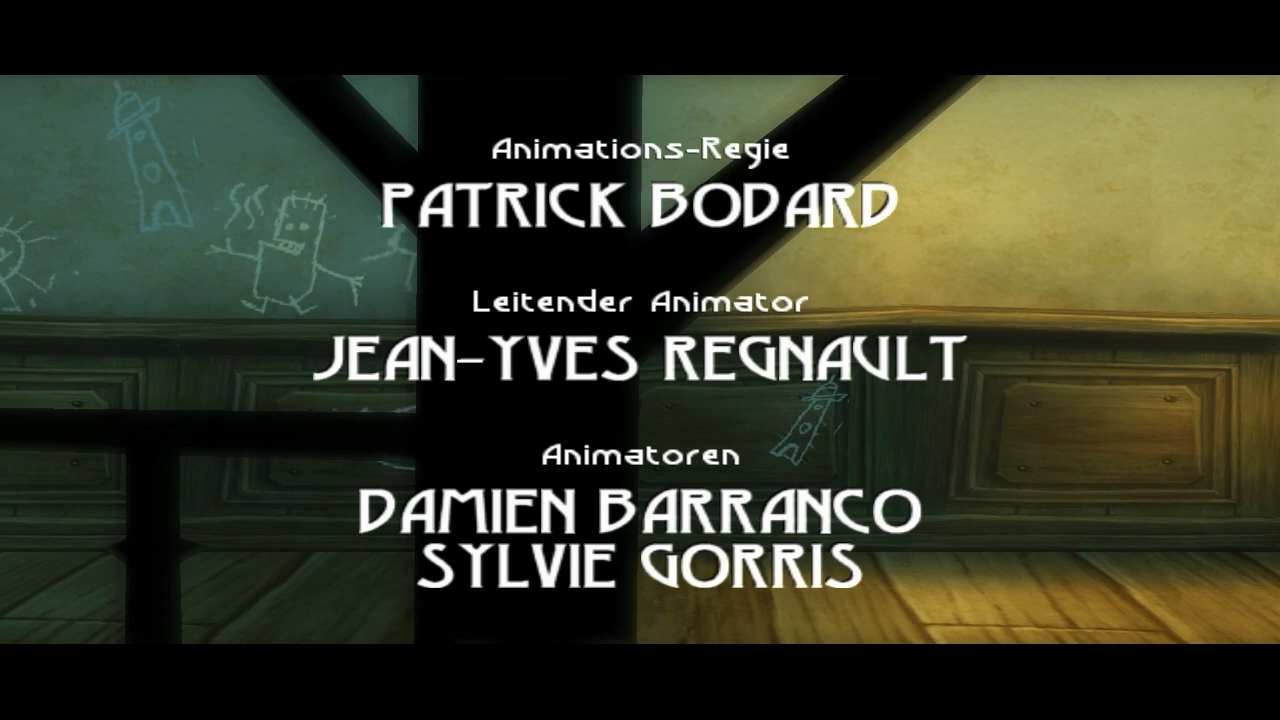 Animations-Regie
PATRICK BODARD
Leitender Animator
JEAN-YVES REGNAULT
Animatoren
DAMIEN BARRANCO
SYLVIE GORRIS